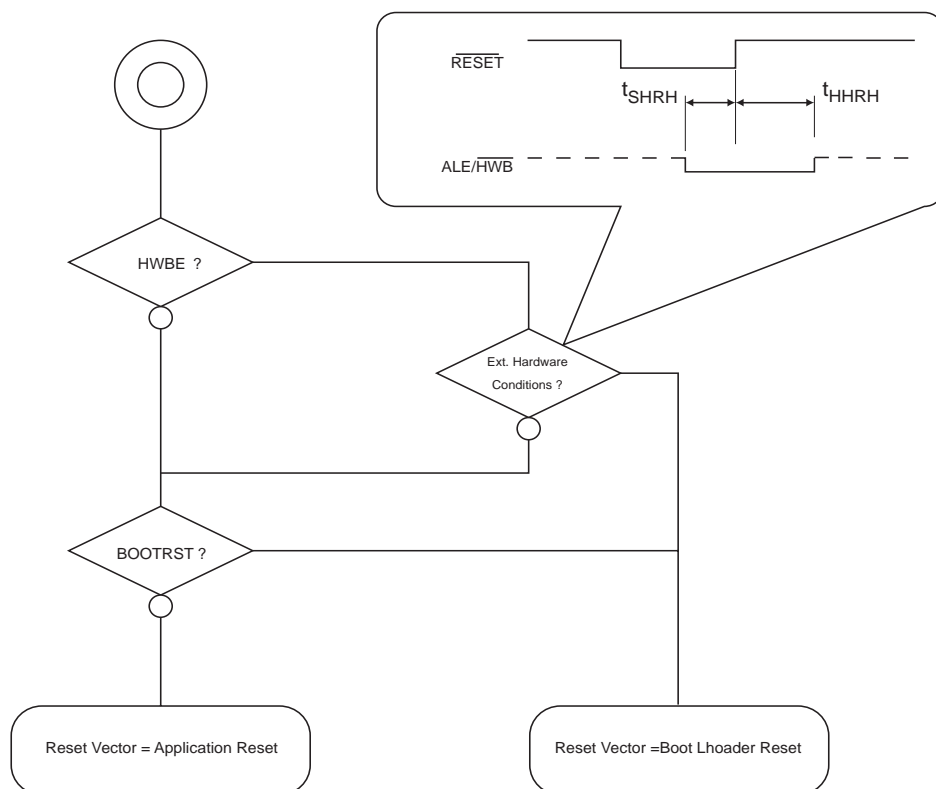 RESET
tSHRH
tHHRH
ALE/HWB
HWBE ?
Ext. Hardware
Conditions ?
BOOTRST ?
Reset Vector = Application Reset
Reset Vector =Boot Lhoader Reset